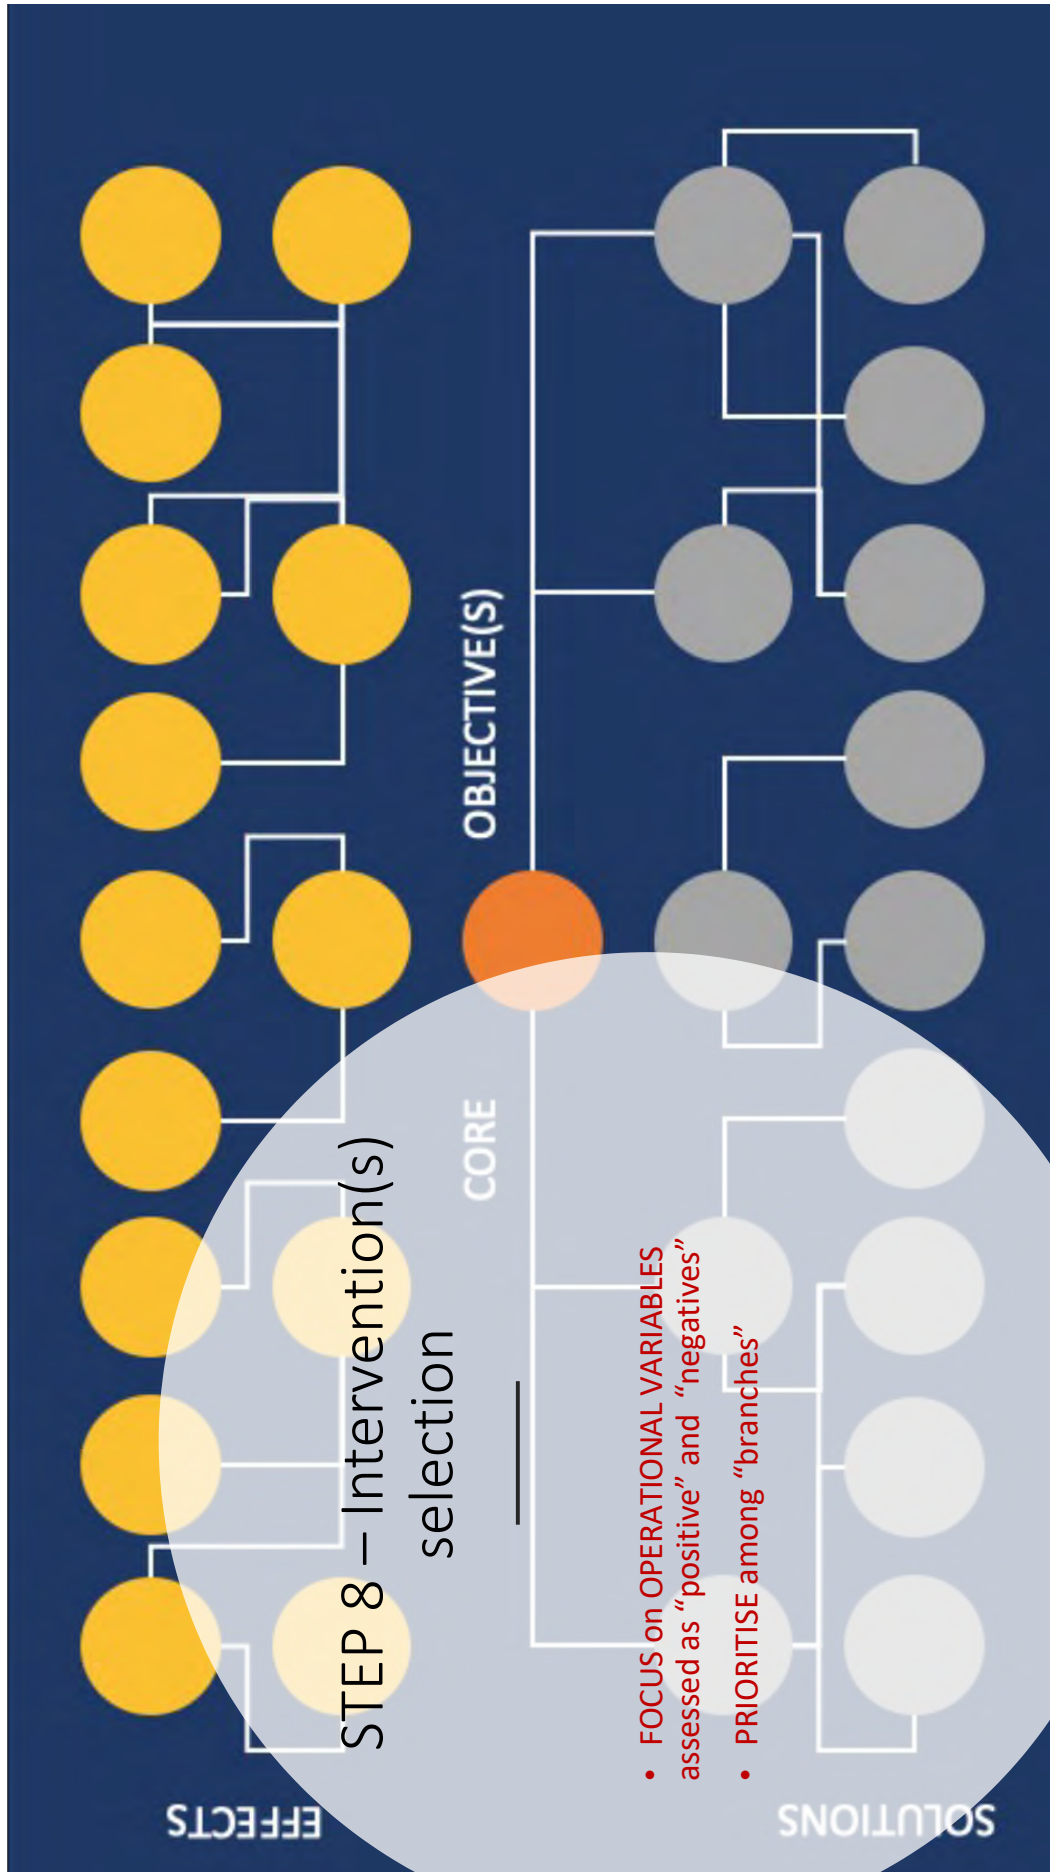 EFFECTS
STEP 8 – Intervention(s)
selection
CORE OBJECTIVE(S)
• FOCUS on OPERATIONAL VARIABLES
assessed as “positive” and “negatives”
• PRIORITISE among “branches”
SOLUTIONS